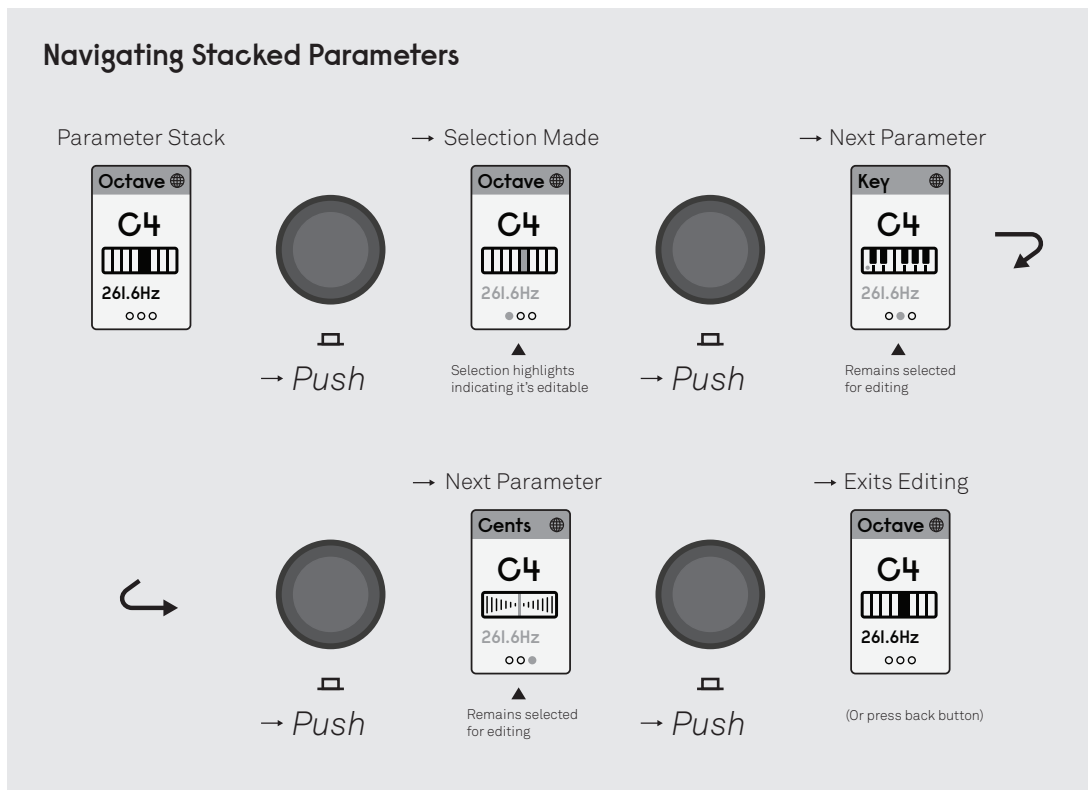 Navigating Stacked Parameters
Parameter Stack
→ Selection Made
→ Next Parameter
Octave
C4
261.6Hz
Octave
C4
261.6Hz
Key
C4
261.6Hz
→ Push
Selection highlights
indicating it's editable
→ Push
Remains selected
for editing
→ Next Parameter
→ Exits Editing
Cents
C4
261.6Hz
Octave
C4
261.6Hz
→ Push
Remains selected
for editing
→ Push
(Or press back button)